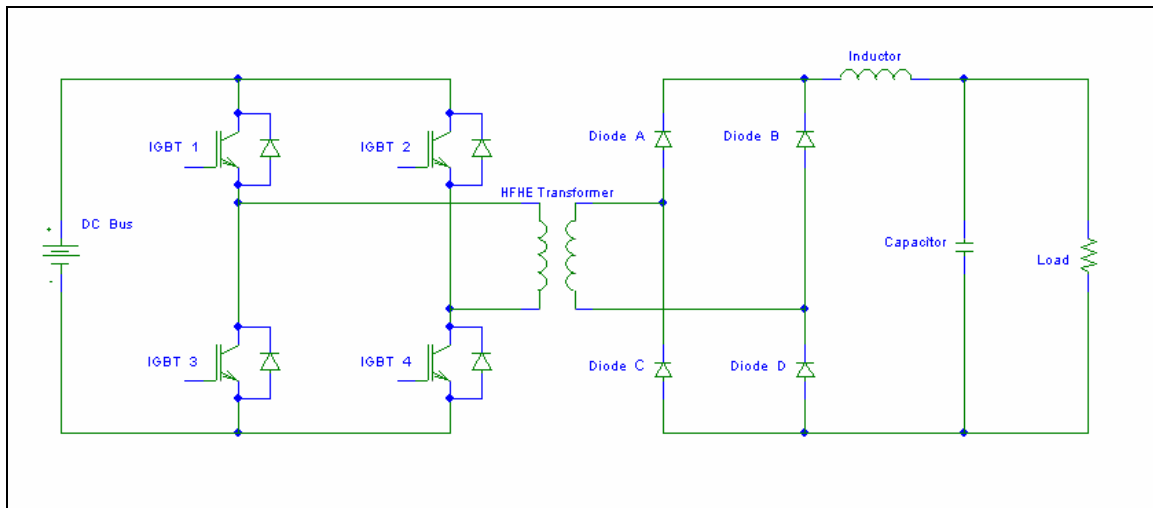 Inductor
IGBT 1
IGBT 2
Diode A
Diode B
HFHE Transformer
DC Bus
+
-
Capacitor
Load
IGBT 3
IGBT 4
Diode C
Diode D